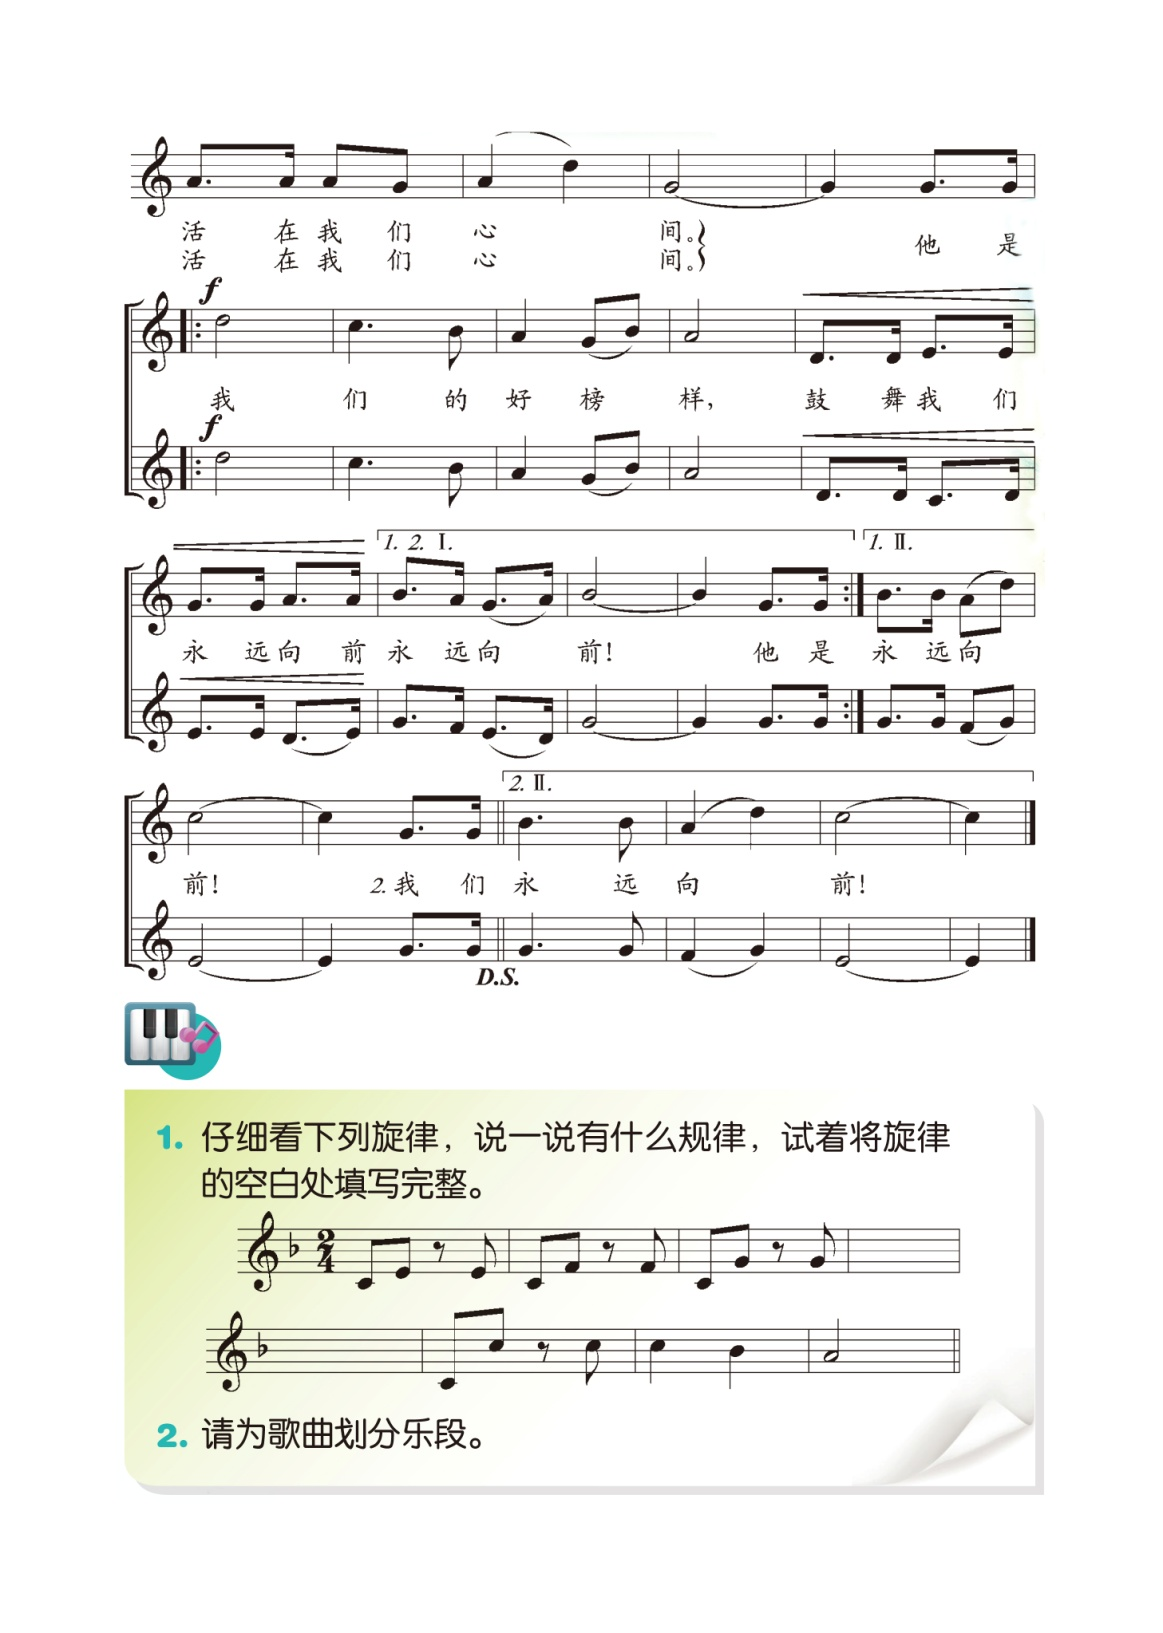 活 在 我 们 心 间。
活 在 我 们 心 间。 他 是
f
我 们 的 好 榜 样， 鼓 舞 我 们
f
1. 2. Ⅰ. 1. Ⅱ.
永 远 向 前 永 远 向 前！ 他 是 永 远 向
2. Ⅱ.
前！ 2. 我 们 永 远 向 前！
D.S.
1. 仔细看下列旋律，说一说有什么规律，试着将旋律
的空白处填写完整。
2 4
2. 请为歌曲划分乐段。